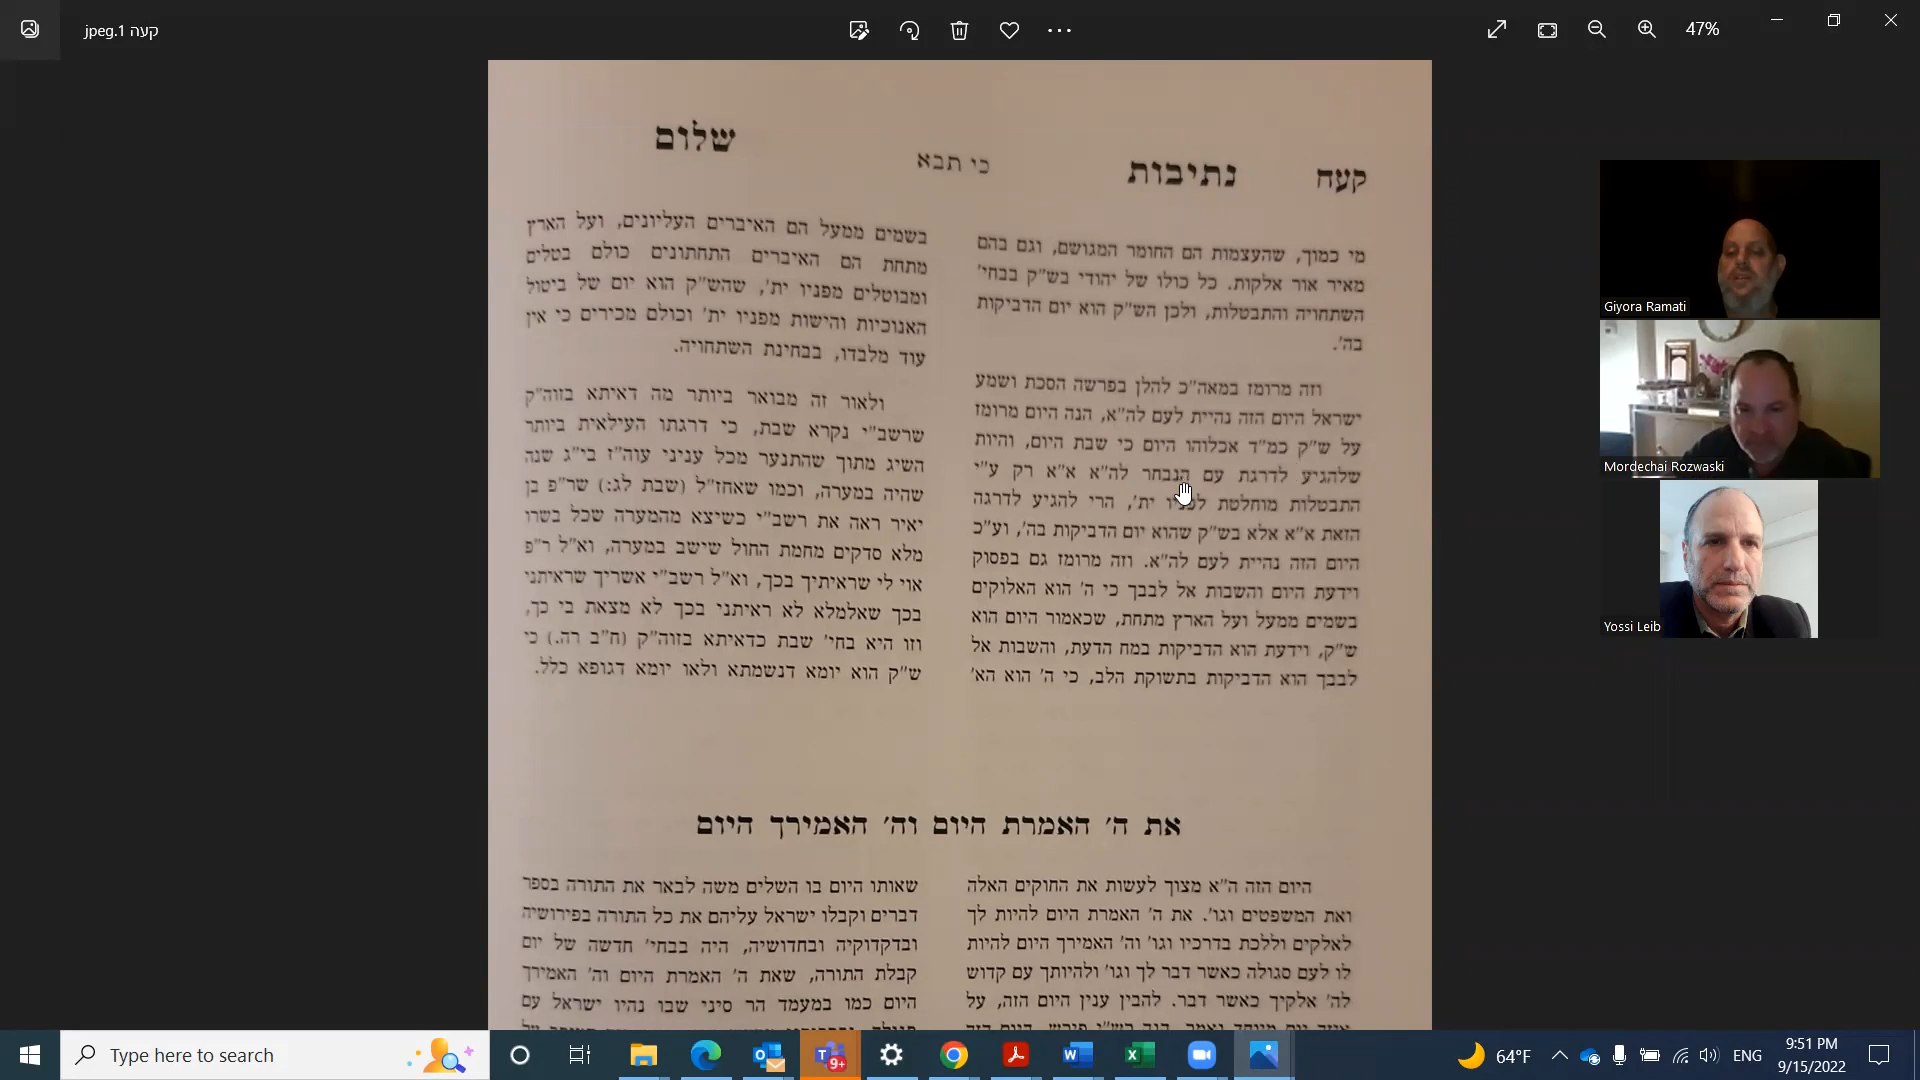 קעה 1.jpeg
47%
קעח
נתיבות
כי תבא
שלום
מי כמוך, שהעצמות הם החומר המגושם, וגם בהם
מאיר אור אלקות. כל כולו של יהודי בש"ק בבחי'
השתחויה והתבטלות, ולכן הש"ק הוא יום הדביקות
בה'.
וזה מרומז במאה"כ להלן בפרשה הסכת ושמע
ישראל היום הזה נהיית לעם לה"א, הנה היום מרומז
על ש"ק כמ"ד אכלוהו היום כי שבת היום, והיות
שלהגיע לדרגת עם הנבחר לה"א א"א רק ע"י
התבטלות מוחלטת לפניו ית', הרי להגיע לדרגה
הזאת א"א אלא בש"ק שהוא יום הדביקות בה', וע"כ
היום הזה נהיית לעם לה"א. וזה מרומז גם בפסוק
וידעת היום והשבות אל לבבך כי ה' הוא האלוקים
בשמים ממעל ועל הארץ מתחת, שכאמור היום הוא
ש"ק, וידעת הוא הדביקות במח הדעת, והשבות אל
לבבך הוא הדביקות בתשוקת הלב, כי ה' הוא הא'
בשמים ממעל הם האיברים העליונים, ועל הארץ
מתחת הם האיברים התחתונים כולם בטלים
ומבוטלים מפניו ית', שהש"ק הוא יום של ביטול
האנוכיות והישות מפניו ית' וכולם מכירים כי אין
עוד מלבדו, בבחינת השתחויה.
ולאור זה מבואר ביותר מה דאיתא בזוה"ק
שרשב"י נקרא שבת, כי דרגתו העילאית ביותר
השיג מתוך שהתנער מכל עניני עוה"ז בי"ג שנה
שהיה במערה, וכמו שאחז"ל (שבת לג:) שר"פ בן
יאיר ראה את רשב"י כשיצא מהמערה שכל בשרו
מלא סדקים מחמת החול שישב במערה, וא"ל ר"פ
אוי לי שראיתיך בכך, וא"ל רשב"י אשריך שראיתני
בכך שאלמלא לא ראיתני בכך לא מצאת בי כך,
וזו היא בחי' שבת כדאיתא בזוה"ק (ח"ב רה.) כי
ש"ק הוא יומא דנשמתא ולאו יומא דגופא כלל.
את ה' האמרת היום וה' האמירך היום
היום הזה ה"א מצוך לעשות את החוקים האלה
ואת המשפטים וגו'. את ה' האמרת היום להיות לך
לאלקים וללכת בדרכיו וגו' וה' האמירך היום להיות
לו לעם סגולה כאשר דבר לך וגו' ולהיותך עם קדוש
לה' אלקיך כאשר דבר. להבין ענין היום הזה, על
שאותו היום בו השלים משה לבאר את התורה בספר
דברים וקבלו ישראל עליהם את כל התורה בפירושיה
ובדקדוקיה ובחדושיה, היה בבחי' חדשה של יום
קבלת התורה, שאת ה' האמרת היום וה' האמירך
היום כמו במעמד הר סיני שבו נהיו ישראל עם
Giyora Ramati
Mordechai Rozwaski
Yossi Leib
Type here to search
9+
64°F
ENG
9:51 PM
9/15/2022